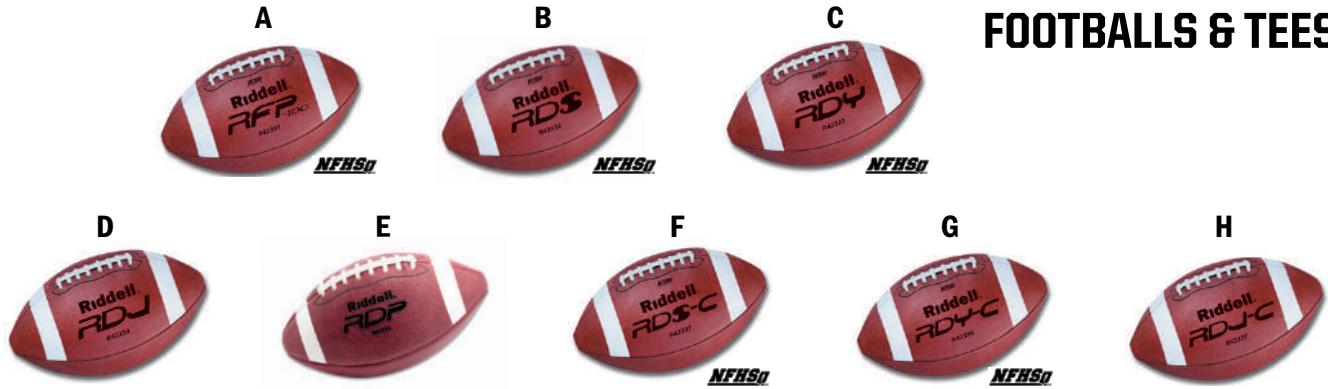 A
B
C
FOOTBALLS & TEES
Riddell
RFP-100
NFHS
Riddell
RDS
NFHS
Riddell
RDY
NFHS
D
E
F
G
H
Riddell
RDJ
Riddell
RDP
Riddell
RDS-C
NFHS
Riddell
RDY-C
NFHS
Riddell
RDJ-C